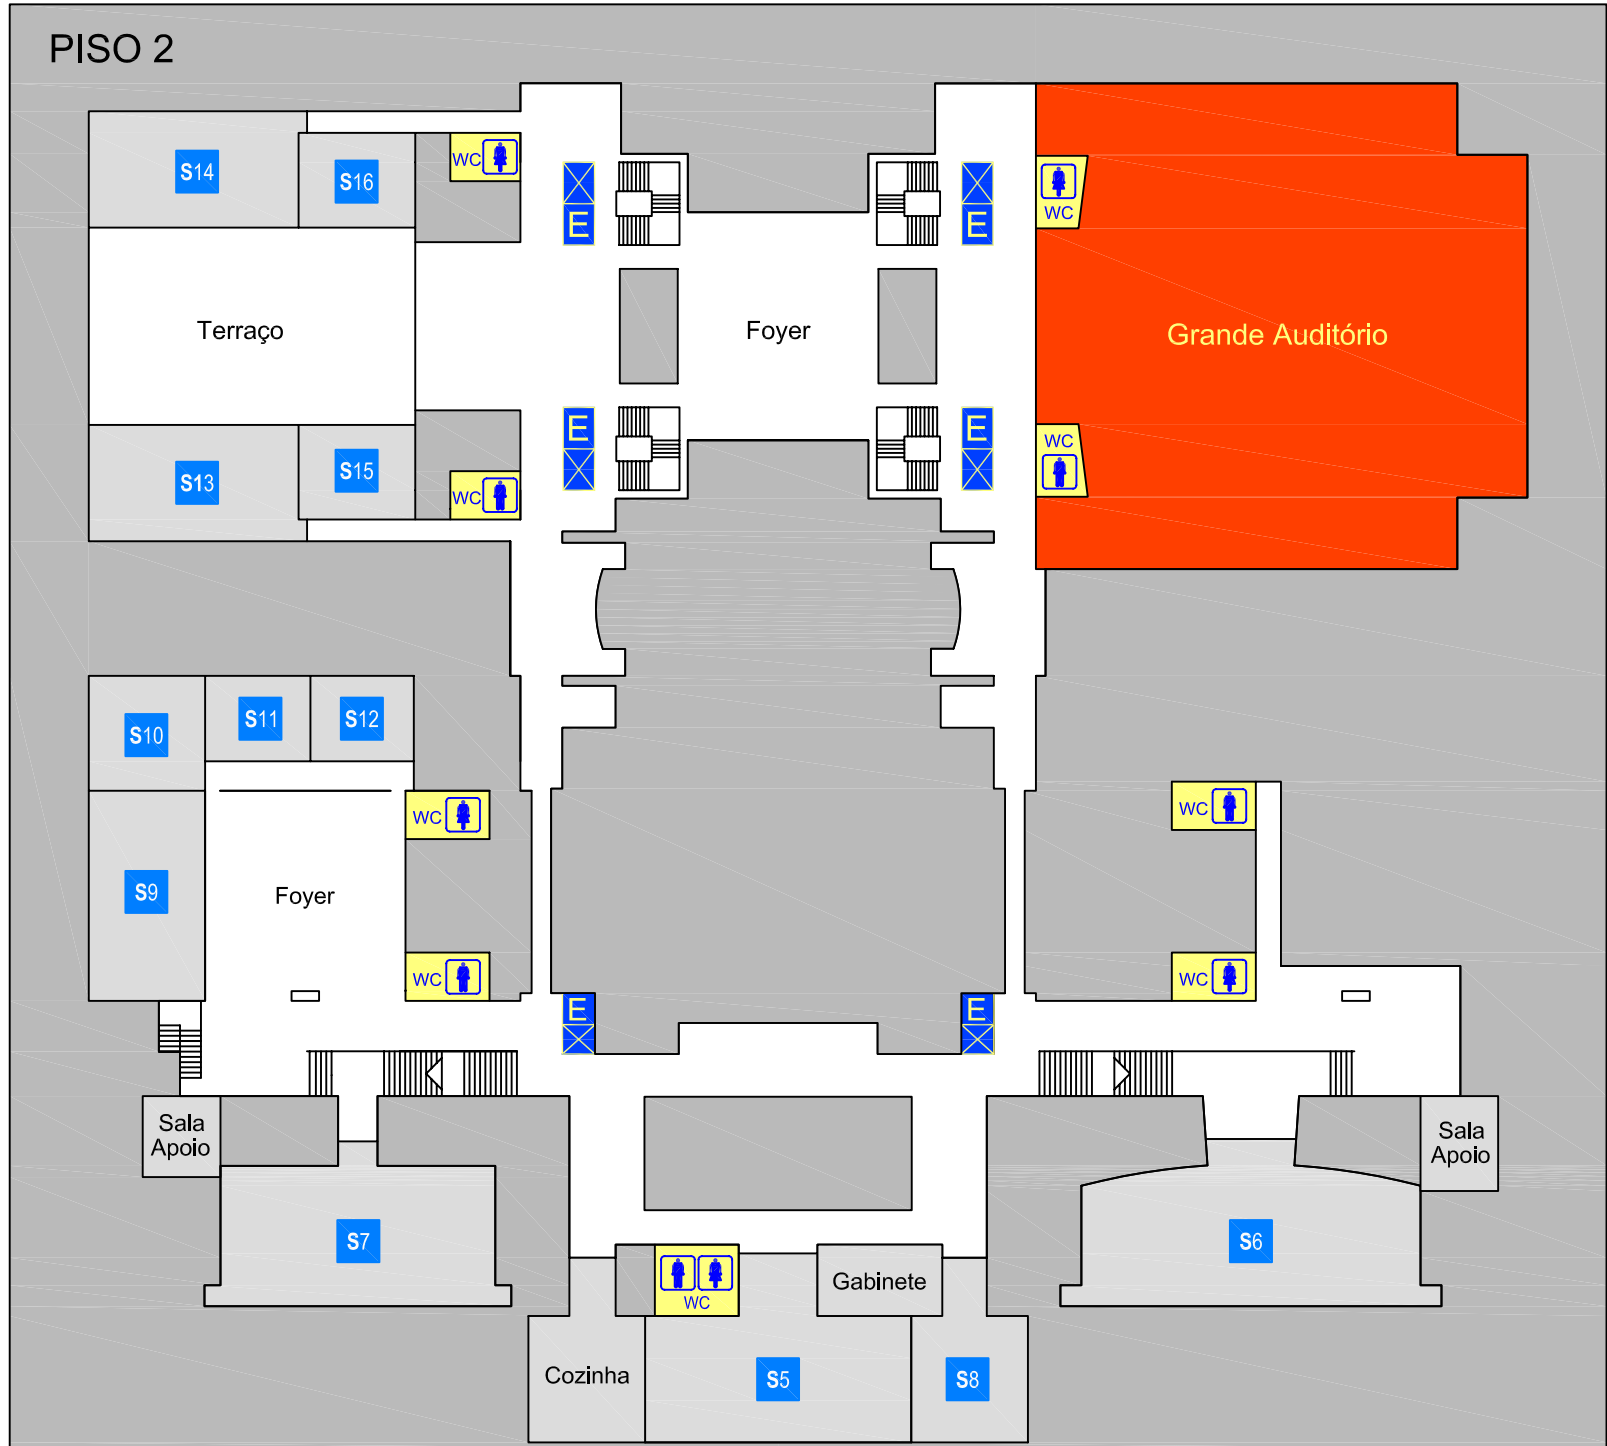 PISO 2
S14
S16
WC
E
E
WC
Terraço
Foyer
Grande Auditório
S13
S15
WC
E
E
WC
S10
S11
S12
WC
WC
S9
Foyer
WC
WC
E
E
Sala
Apoio
Sala
Apoio
S7
S6
WC
Gabinete
Cozinha
S5
S8